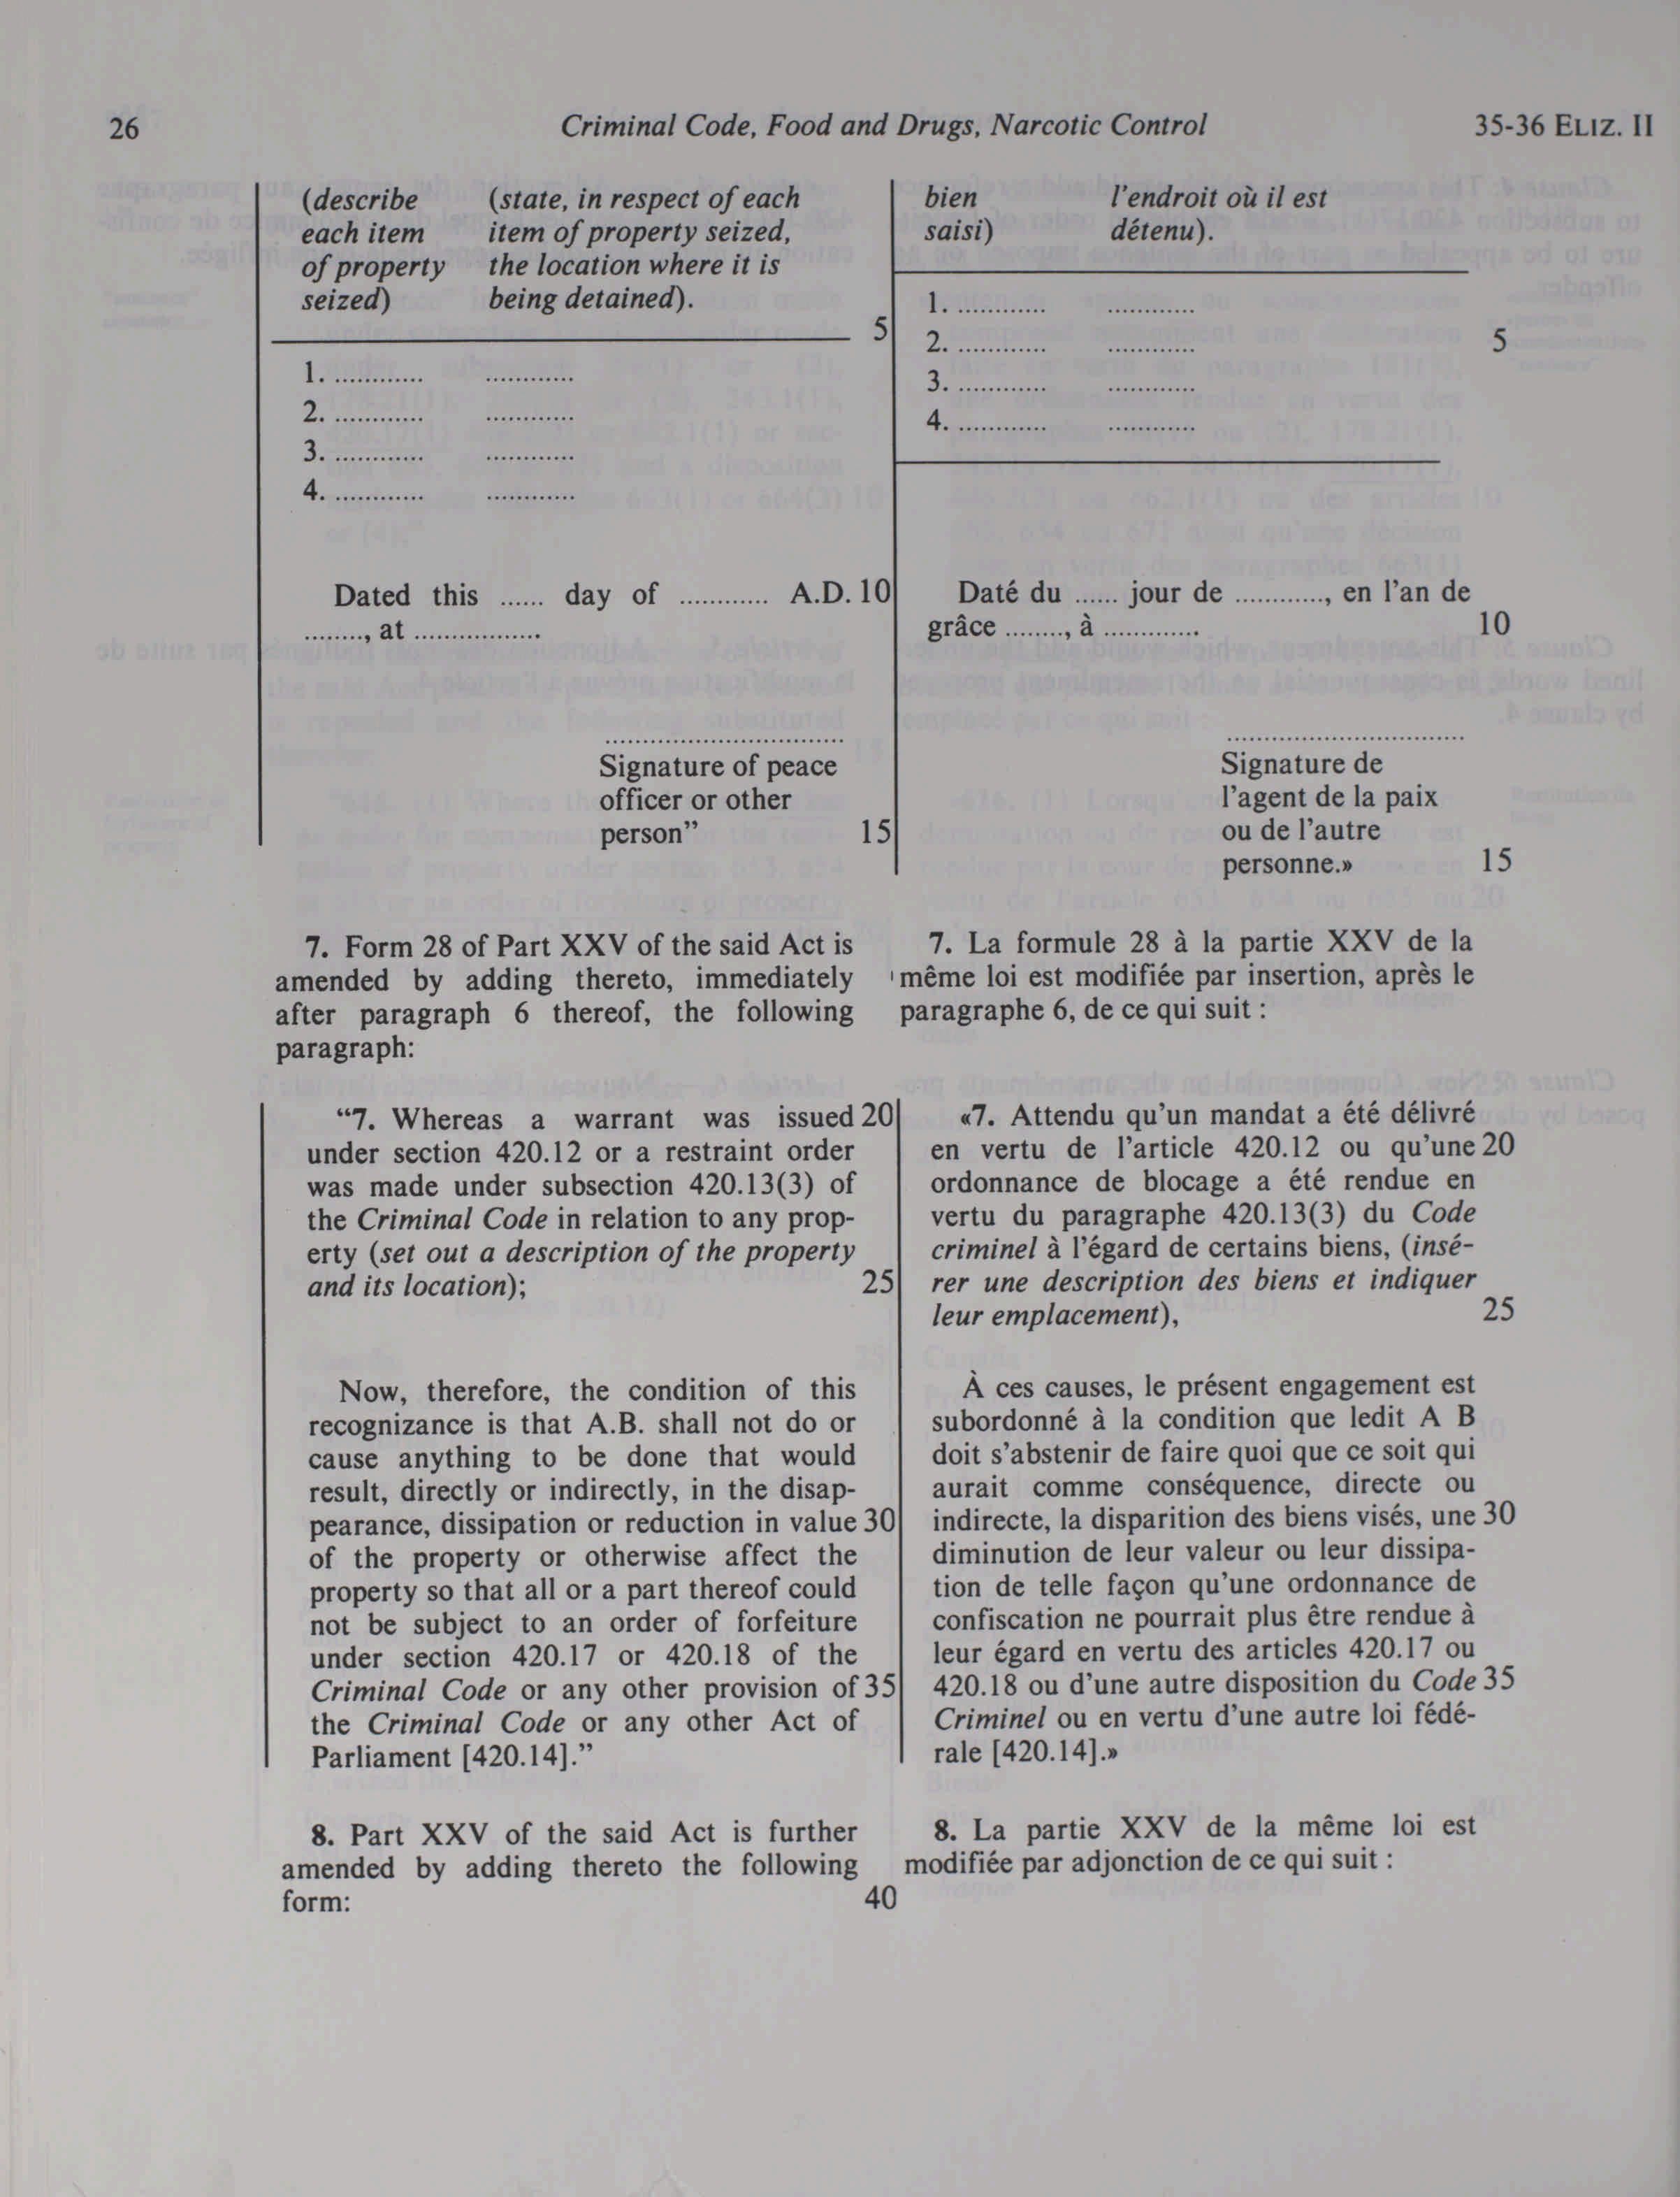 26
Criminal Code, Food and Drugs, Narcotic Control
35-36 ELIZ. II
(describe (state, in respect of each
each item item of property seized,
of property the location where it is
seized) being detained).
5
1. ............ ............
2. ............ ............
3. ............ ............
4. ............ ............
Dated this ...... day of ............ A.D. 10
........, at .................
.................................
Signature of peace
officer or other
person” 15
7. Form 28 of Part XXV of the said Act is
amended by adding thereto, immediately
after paragraph 6 thereof, the following
paragraph:
“7. Whereas a warrant was issued 20
under section 420.12 or a restraint order
was made under subsection 420.13(3) of
the Criminal Code in relation to any prop-
erty (set out a description of the property
and its location); 25
Now, therefore, the condition of this
recognizance is that A.B. shall not do or
cause anything to be done that would
result, directly or indirectly, in the disap-
pearance, dissipation or reduction in value 30
of the property or otherwise affect the
property so that all or a part thereof could
not be subject to an order of forfeiture
under section 420.17 or 420.18 of the
Criminal Code or any other provision of 35
the Criminal Code or any other Act of
Parliament [420.14].”
8. Part XXV of the said Act is further
amended by adding thereto the following
form: 40
bien l’endroit où il est
saisi) détenu).
1. ............ ............
2. ............ ............ 5
3. ............ ............
4. ............ ............
Daté du ...... jour de ............, en l’an de
grâce ........, à ............. 10
.................................
Signature de
l’agent de la paix
ou de l’autre
personne.» 15
7. La formule 28 à la partie XXV de la
même loi est modifiée par insertion, après le
paragraphe 6, de ce qui suit :
«7. Attendu qu’un mandat a été délivré
en vertu de l’article 420.12 ou qu’une 20
ordonnance de blocage a été rendue en
vertu du paragraphe 420.13(3) du Code
criminel à l’égard de certains biens, (insé-
rer une description des biens et indiquer
leur emplacement), 25
À ces causes, le présent engagement est
subordonné à la condition que ledit A B
doit s’abstenir de faire quoi que ce soit qui
aurait comme conséquence, directe ou
indirecte, la disparition des biens visés, une 30
diminution de leur valeur ou leur dissipa-
tion de telle façon qu’une ordonnance de
confiscation ne pourrait plus être rendue à
leur égard en vertu des articles 420.17 ou
420.18 ou d’une autre disposition du Code 35
Criminel ou en vertu d’une autre loi fédé-
rale [420.14].»
8. La partie XXV de la même loi est
modifiée par adjonction de ce qui suit :